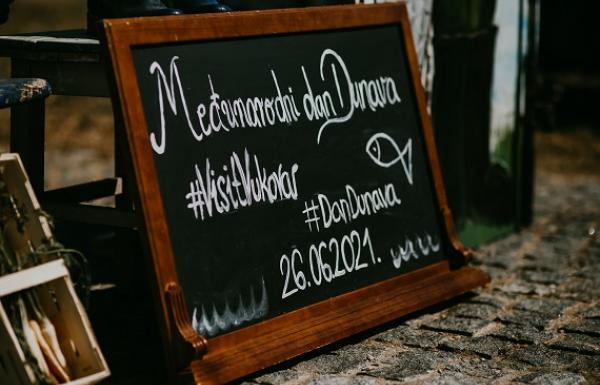 Međunarodni dan Dunava
#VisitVukovar
#DanDunava
26.06.2021.